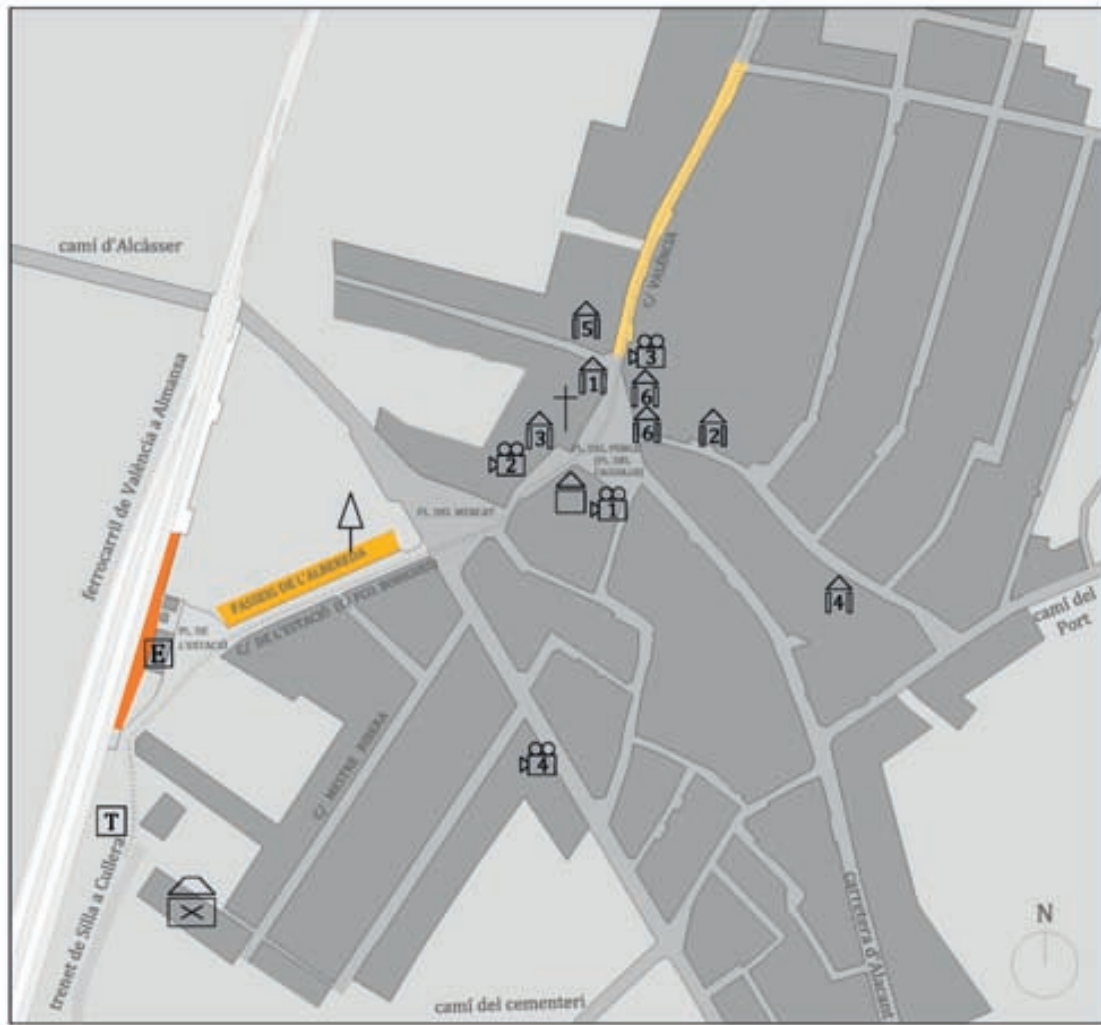 camí d'Alcàsser
ferrocarril de València a Almansa
C/ VALÈNCIA
5
3
1
6
6
2
3
2
1
PL. DEL MERCAT
PASSEIG DE L'ALBEREDA
C/ DE L'ESTACIÓ
PL. DE
L'ESTACIÓ
E
4
camí del
Port
C/ MESTRE
4
T
trenet de Silla a Cullera
carretera d'Alacant
N
camí del cementeri